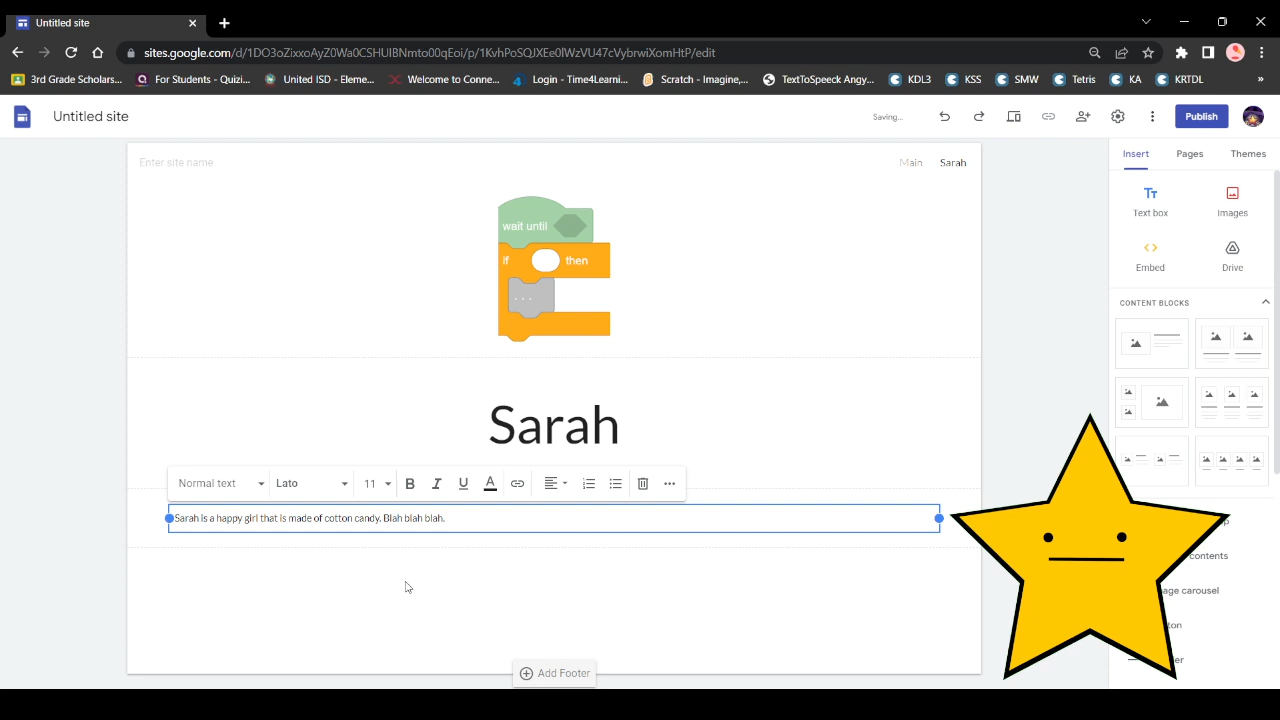 Untitled site
sites.google.com/d/1DO3oZixxoAyZ0Wa0CSHUlBNmto00qEoi/p/1KvhPoSQJXEe0lWzVU47cVybrwiXomHtP/edit
3rd Grade Scholars...
For Students - Quizi...
United ISD - Eleme...
Welcome to Conne...
Login - Time4Learni...
Scratch - Imagine,...
TextToSpeeck Angy...
KDL3
KSS
SMW
Tetris
KA
KRTDL
»
Untitled site
Saving...
Publish
Enter site name
Main
Sarah
Insert
Pages
Themes
Text box
Images
Embed
Drive
CONTENT BLOCKS
wait until
if then
. . .
Sarah
Normal text
Lato
11
B
I
U
A
Sarah is a happy girl that is made of cotton candy. Blah blah blah.
contents
age carousel
Add Footer